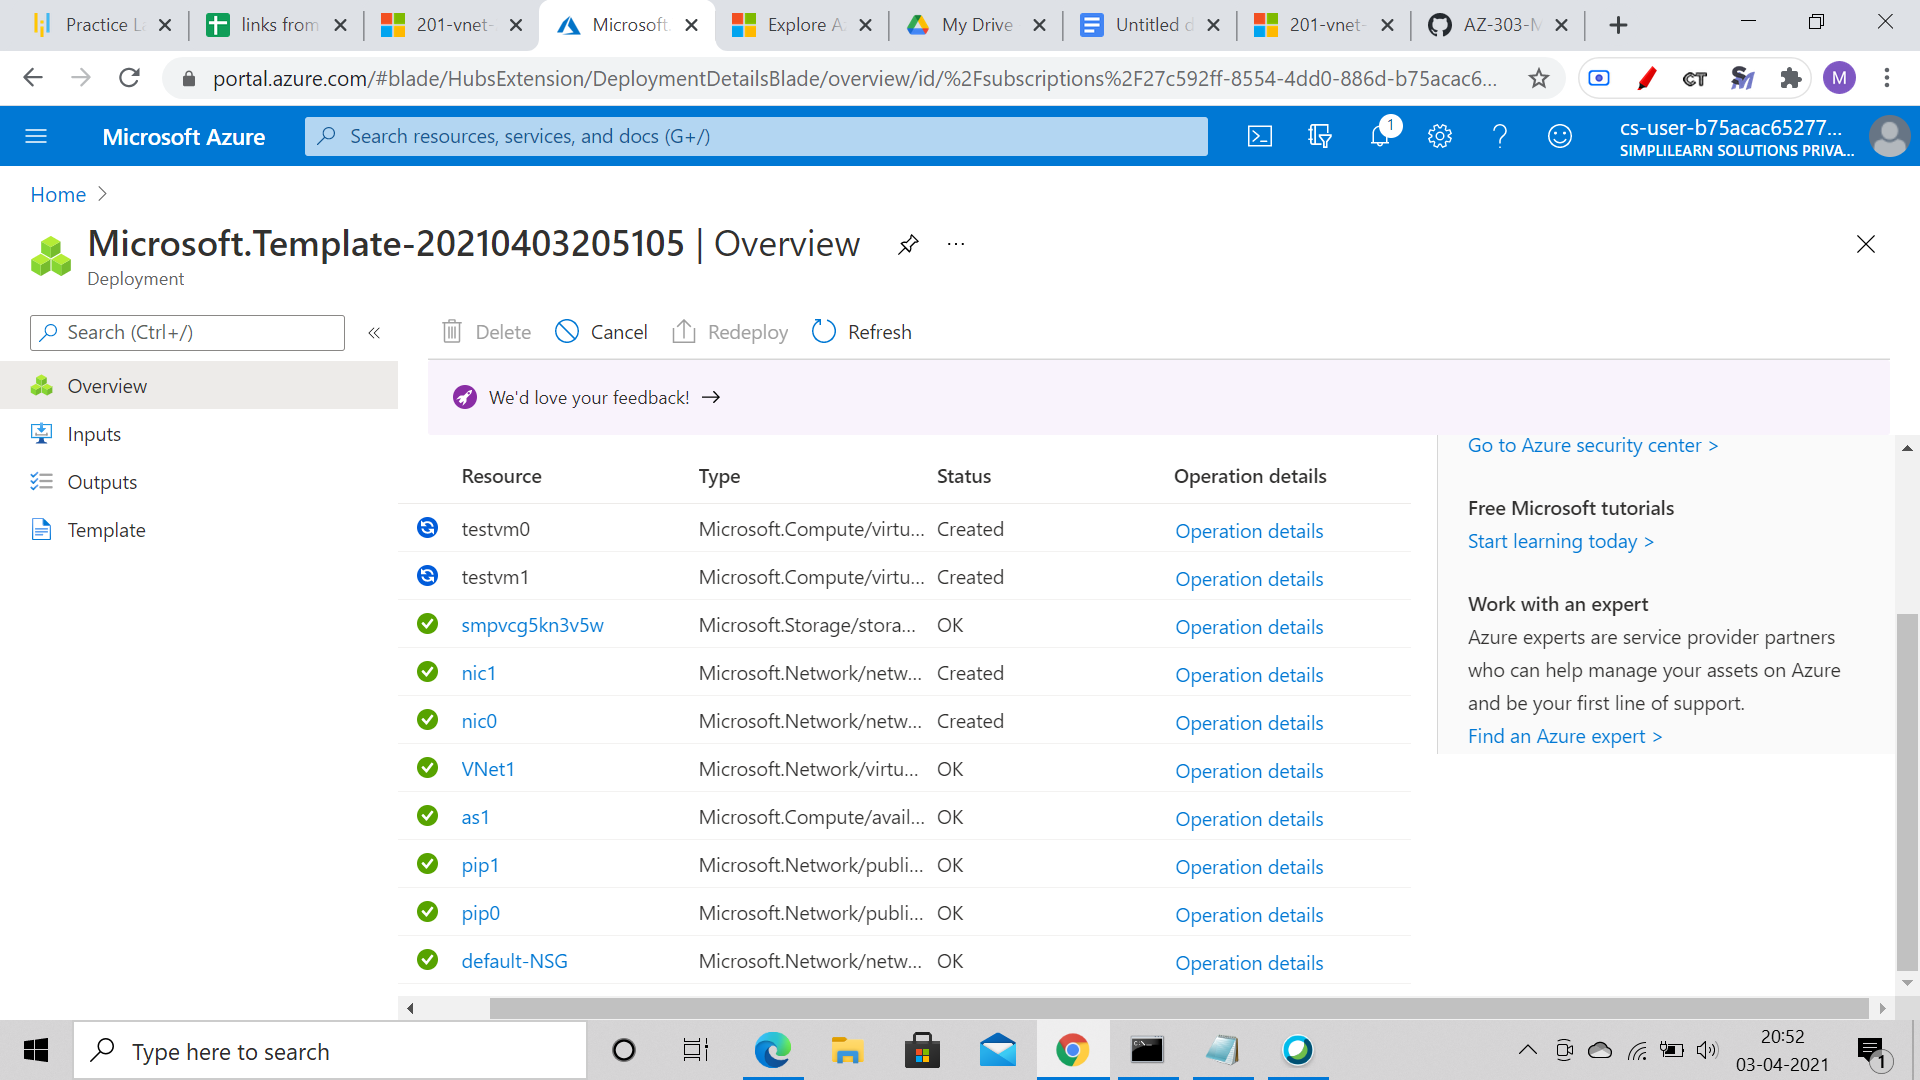 Practice La
links from
201-vnet-
Microsoft.
Explore A
My Drive
Untitled d
201-vnet-
AZ-303-M
portal.azure.com/#blade/HubsExtension/DeploymentDetailsBlade/overview/id/%2Fsubscriptions%2F27c592ff-8554-4dd0-886d-b75acac6...
CT
M
Microsoft Azure
Search resources, services, and docs (G+/)
1
cs-user-b75acac65277...
SIMPLILEARN SOLUTIONS PRIVA...
Home
Microsoft.Template-20210403205105 | Overview
...
Deployment
Search (Ctrl+/)
Delete
Cancel
Redeploy
Refresh
Overview
Inputs
Outputs
Template
We'd love your feedback! →
Resource Type Status Operation details
testvm0 Microsoft.Compute/virtu... Created Operation details
testvm1 Microsoft.Compute/virtu... Created Operation details
smpvcg5kn3v5w Microsoft.Storage/stora... OK Operation details
nic1 Microsoft.Network/netw... Created Operation details
nic0 Microsoft.Network/netw... Created Operation details
VNet1 Microsoft.Network/virtu... OK Operation details
as1 Microsoft.Compute/avail... OK Operation details
pip1 Microsoft.Network/publi... OK Operation details
pip0 Microsoft.Network/publi... OK Operation details
default-NSG Microsoft.Network/netw... OK Operation details
Go to Azure security center >
Free Microsoft tutorials
Start learning today >
Work with an expert
Azure experts are service provider partners
who can help manage your assets on Azure
and be your first line of support.
Find an Azure expert >
Type here to search
20:52
03-04-2021
1